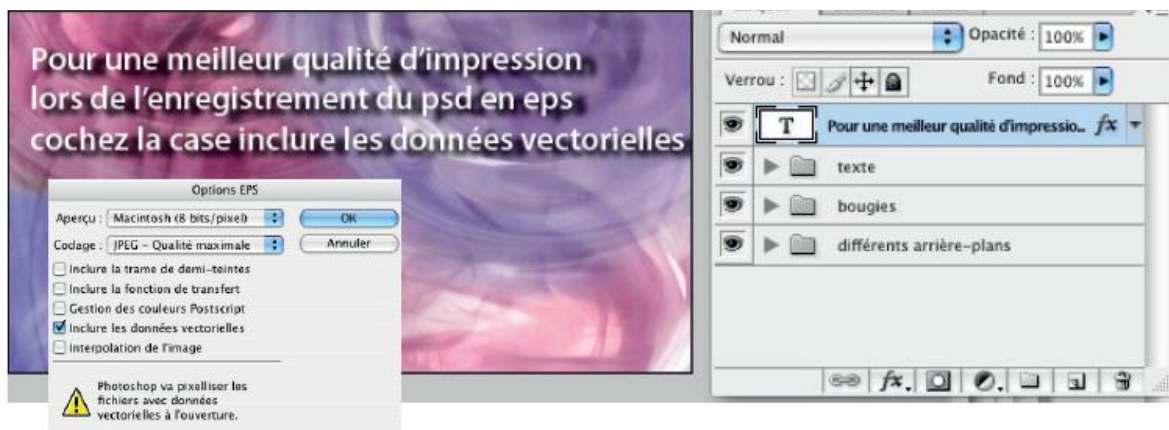 Pour une meilleur qualité d'impression
lors de l'enregistrement du psd en eps
cochez la case inclure les données vectorielles
Options EPS
Aperçu : Macintosh (8 bits/pixel)
OK
Codage : JPEG - Qualité maximale
Annuler
Inclure la trame de demi-teintes
Inclure la fonction de transfert
Gestion des couleurs Postscript
Inclure les données vectorielles
Interpolation de l'image
Photoshop va pixelliser les
fichiers avec données
vectorielles à l'ouverture.
Normal
Opacité : 100%
Verrou :
Fond : 100%
T Pour une meilleur qualité d'impressio... fx
texte
bougies
différents arrière-plans
fx.